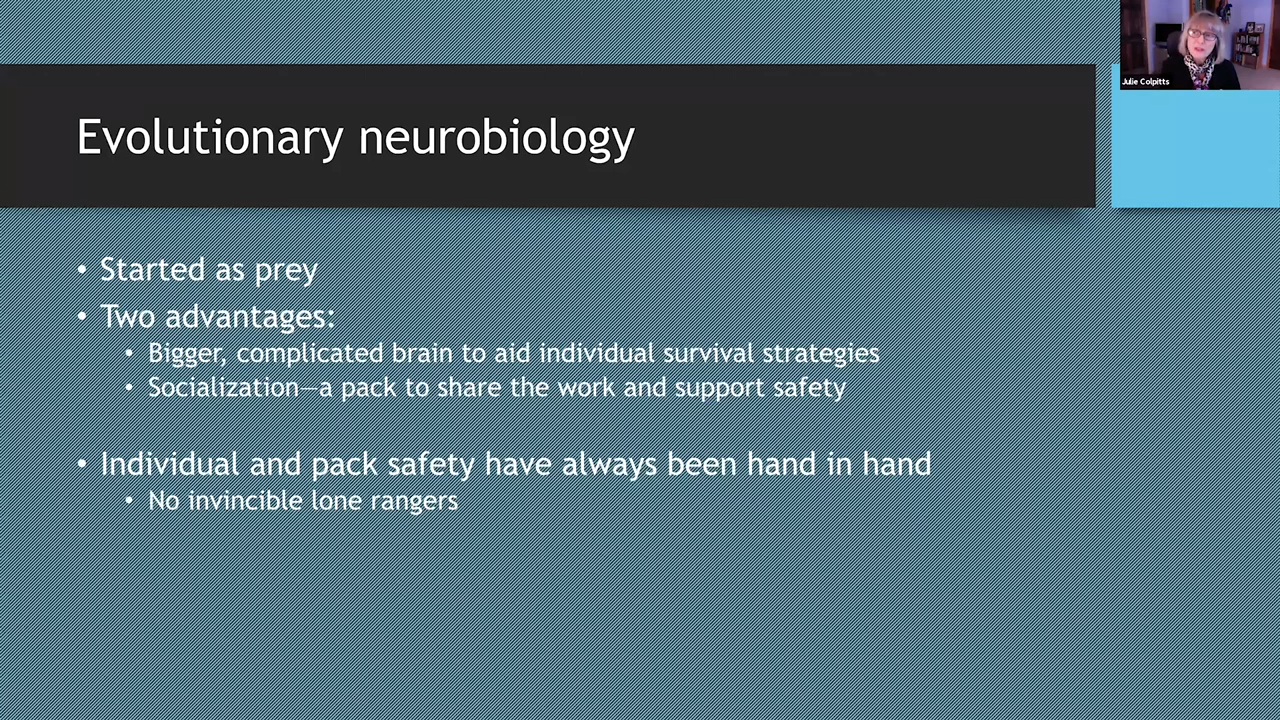 Julie Colpitts
Evolutionary neurobiology
• Started as prey
• Two advantages:
• Bigger, complicated brain to aid individual survival strategies
• Socialization—a pack to share the work and support safety
• Individual and pack safety have always been hand in hand
• No invincible lone rangers